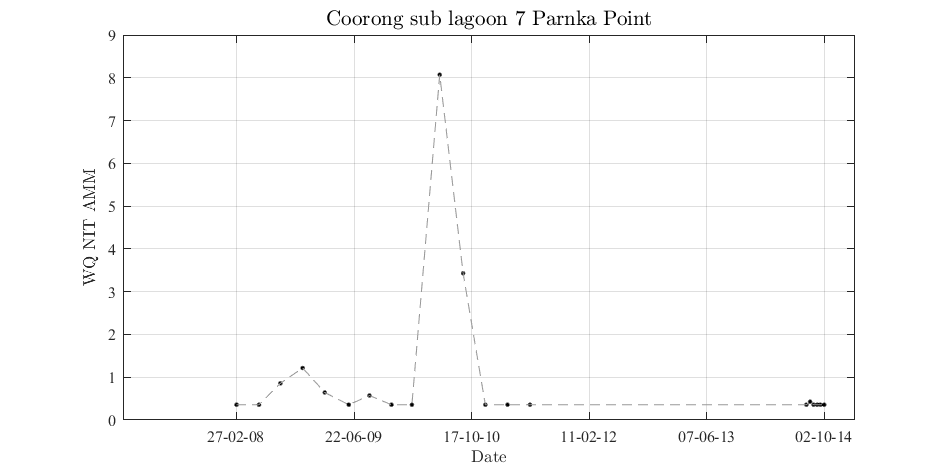 Coorong sub lagoon 7 Parnka Point
WQ NIT AMM
9
8
7
6
5
4
3
2
1
0
27-02-08 22-06-09 17-10-10 11-02-12 07-06-13 02-10-14
Date